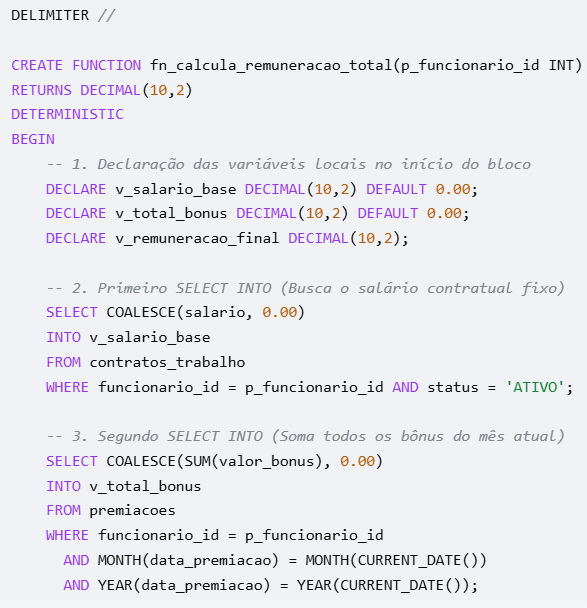 DELIMITER //

CREATE FUNCTION fn_calcula_remuneracao_total(p_funcionario_id INT)
RETURNS DECIMAL(10,2)
DETERMINISTIC
BEGIN
    -- 1. Declaração das variáveis locais no início do bloco
    DECLARE v_salario_base DECIMAL(10,2) DEFAULT 0.00;
    DECLARE v_total_bonus DECIMAL(10,2) DEFAULT 0.00;
    DECLARE v_remuneracao_final DECIMAL(10,2);

    -- 2. Primeiro SELECT INTO (Busca o salário contratual fixo)
    SELECT COALESCE(salario, 0.00)
    INTO v_salario_base
    FROM contratos_trabalho
    WHERE funcionario_id = p_funcionario_id AND status = 'ATIVO';

    -- 3. Segundo SELECT INTO (Soma todos os bônus do mês atual)
    SELECT COALESCE(SUM(valor_bonus), 0.00)
    INTO v_total_bonus
    FROM premiacoes
    WHERE funcionario_id = p_funcionario_id
      AND MONTH(data_premiacao) = MONTH(CURRENT_DATE())
      AND YEAR(data_premiacao) = YEAR(CURRENT_DATE());